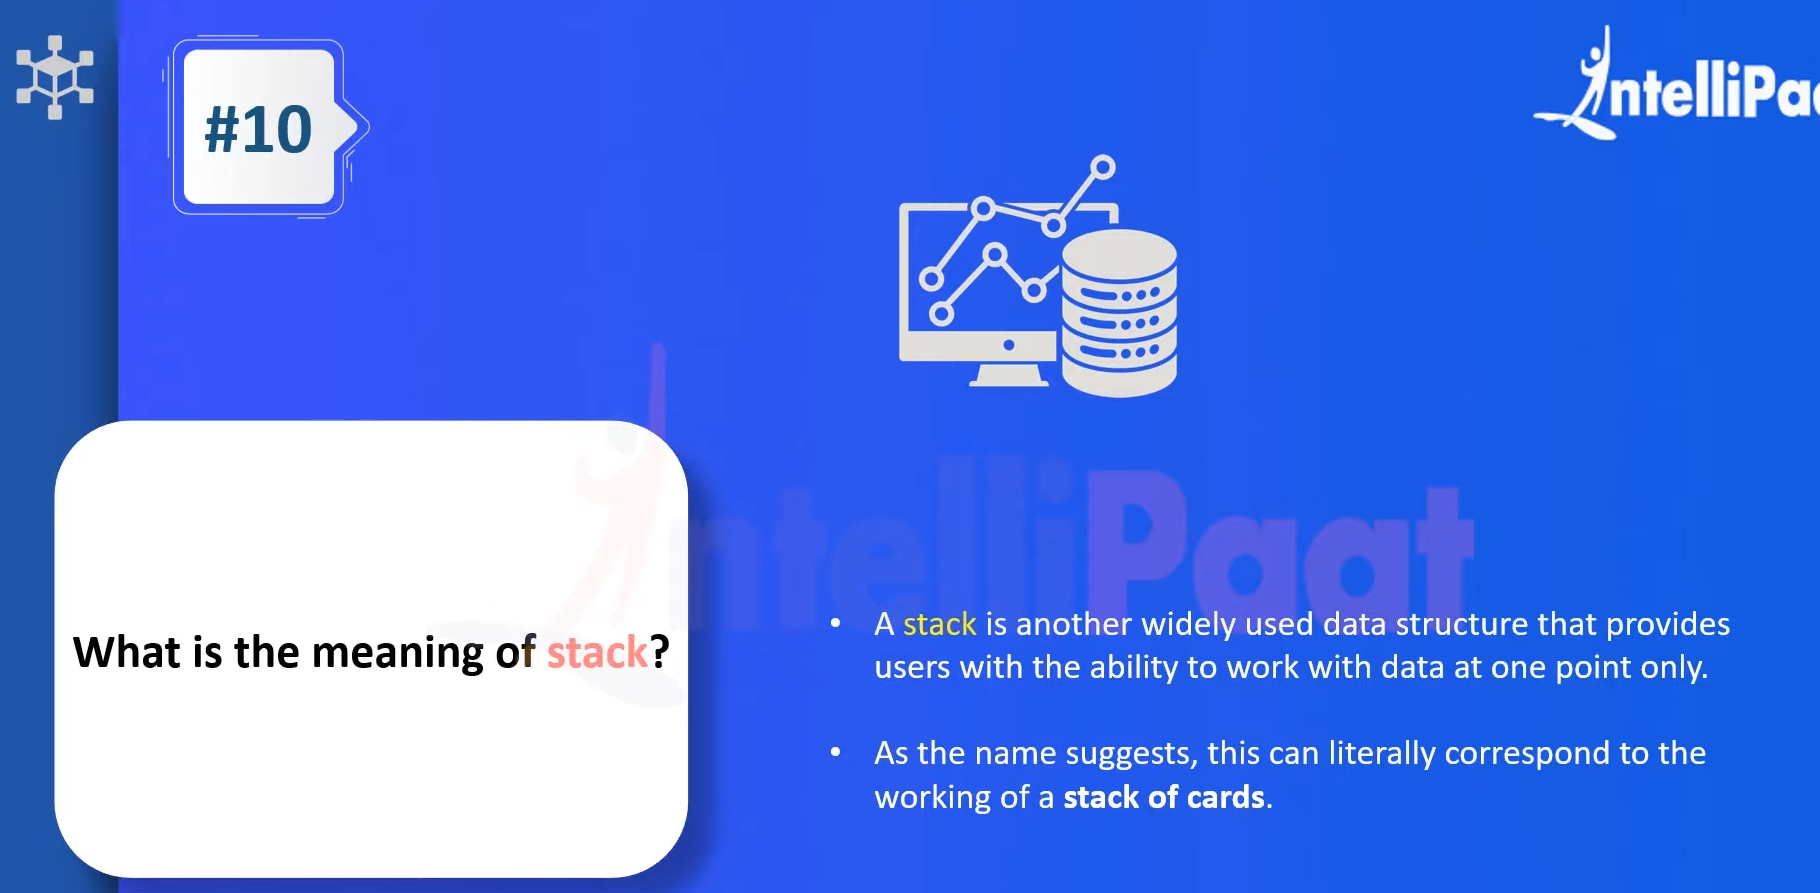 #10
IntelliPaa
What is the meaning of stack?
IntelliPaat
• A stack is another widely used data structure that provides
users with the ability to work with data at one point only.
• As the name suggests, this can literally correspond to the
working of a stack of cards.